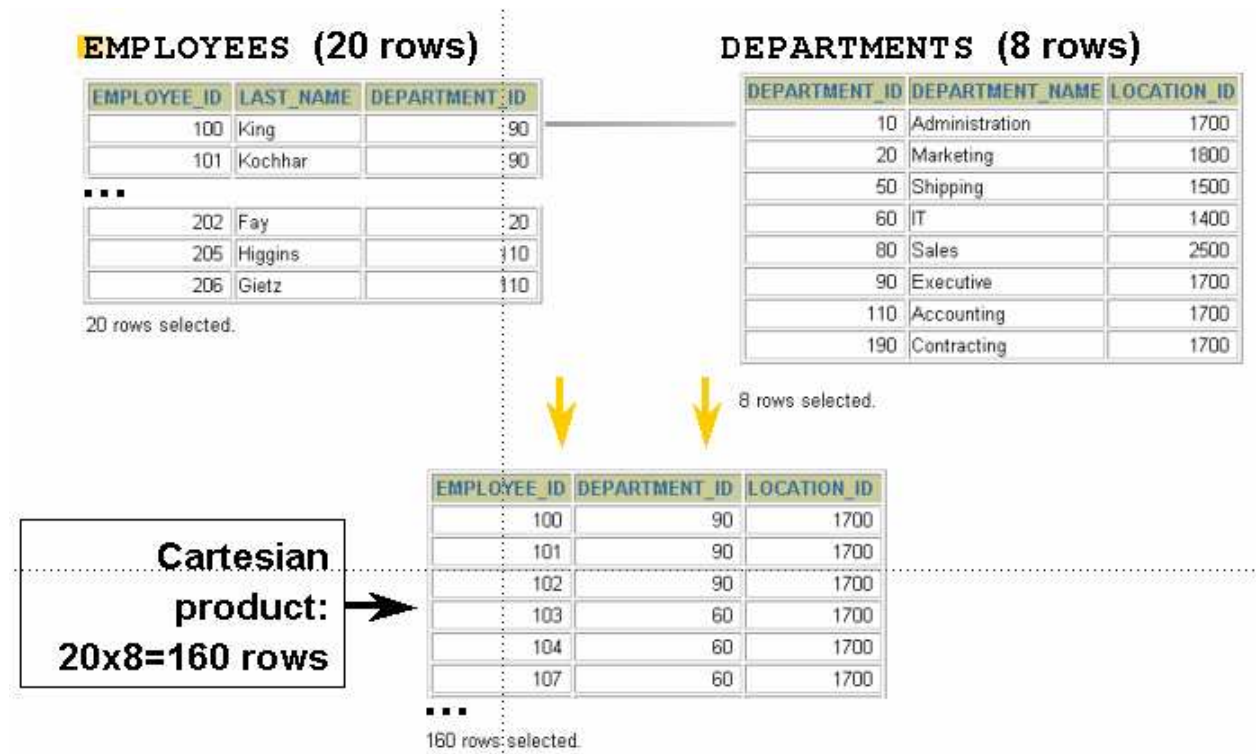 EMPLOYEES (20 rows)
EMPLOYEE_ID LAST_NAME DEPARTMENT_ID
100 King 90
101 Kochhar 90
...
202 Fay 20
205 Higgins 110
206 Gietz 110
20 rows selected.
DEPARTMENTS (8 rows)
DEPARTMENT_ID DEPARTMENT_NAME LOCATION_ID
10 Administration 1700
20 Marketing 1800
50 Shipping 1500
60 IT 1400
80 Sales 2500
90 Executive 1700
110 Accounting 1700
190 Contracting 1700
8 rows selected.
Cartesian
product:
20x8=160 rows
EMPLOYEE_ID DEPARTMENT_ID LOCATION_ID
100 90 1700
101 90 1700
102 90 1700
103 60 1700
104 60 1700
107 60 1700
...
160 rows selected.